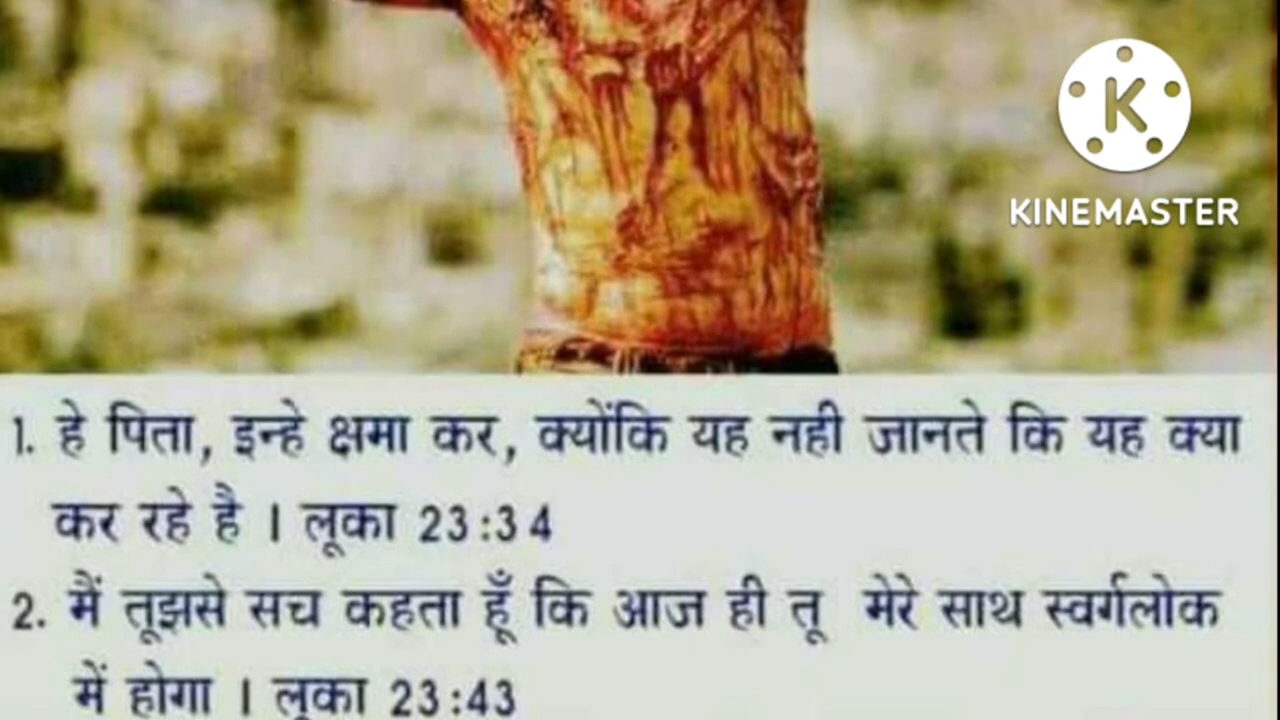 KINEMASTER
1. हे पिता, इन्हे क्षमा कर, क्योंकि यह नही जानते कि यह क्या
कर रहे है । लूका 23:34
2. मैं तूझसे सच कहता हूँ कि आज ही तू मेरे साथ स्वर्गलोक
में होगा । लूका 23:43